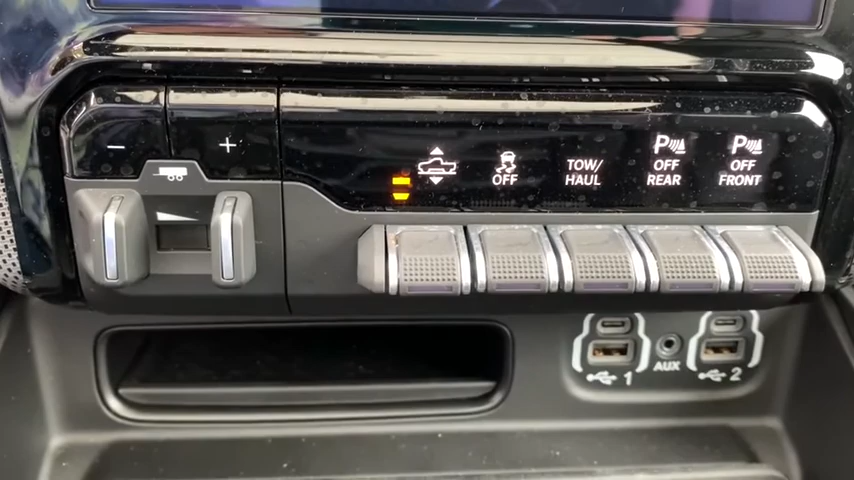 - +
OFF
TOW/
HAUL
P
OFF
REAR
P
OFF
FRONT
1
AUX
2